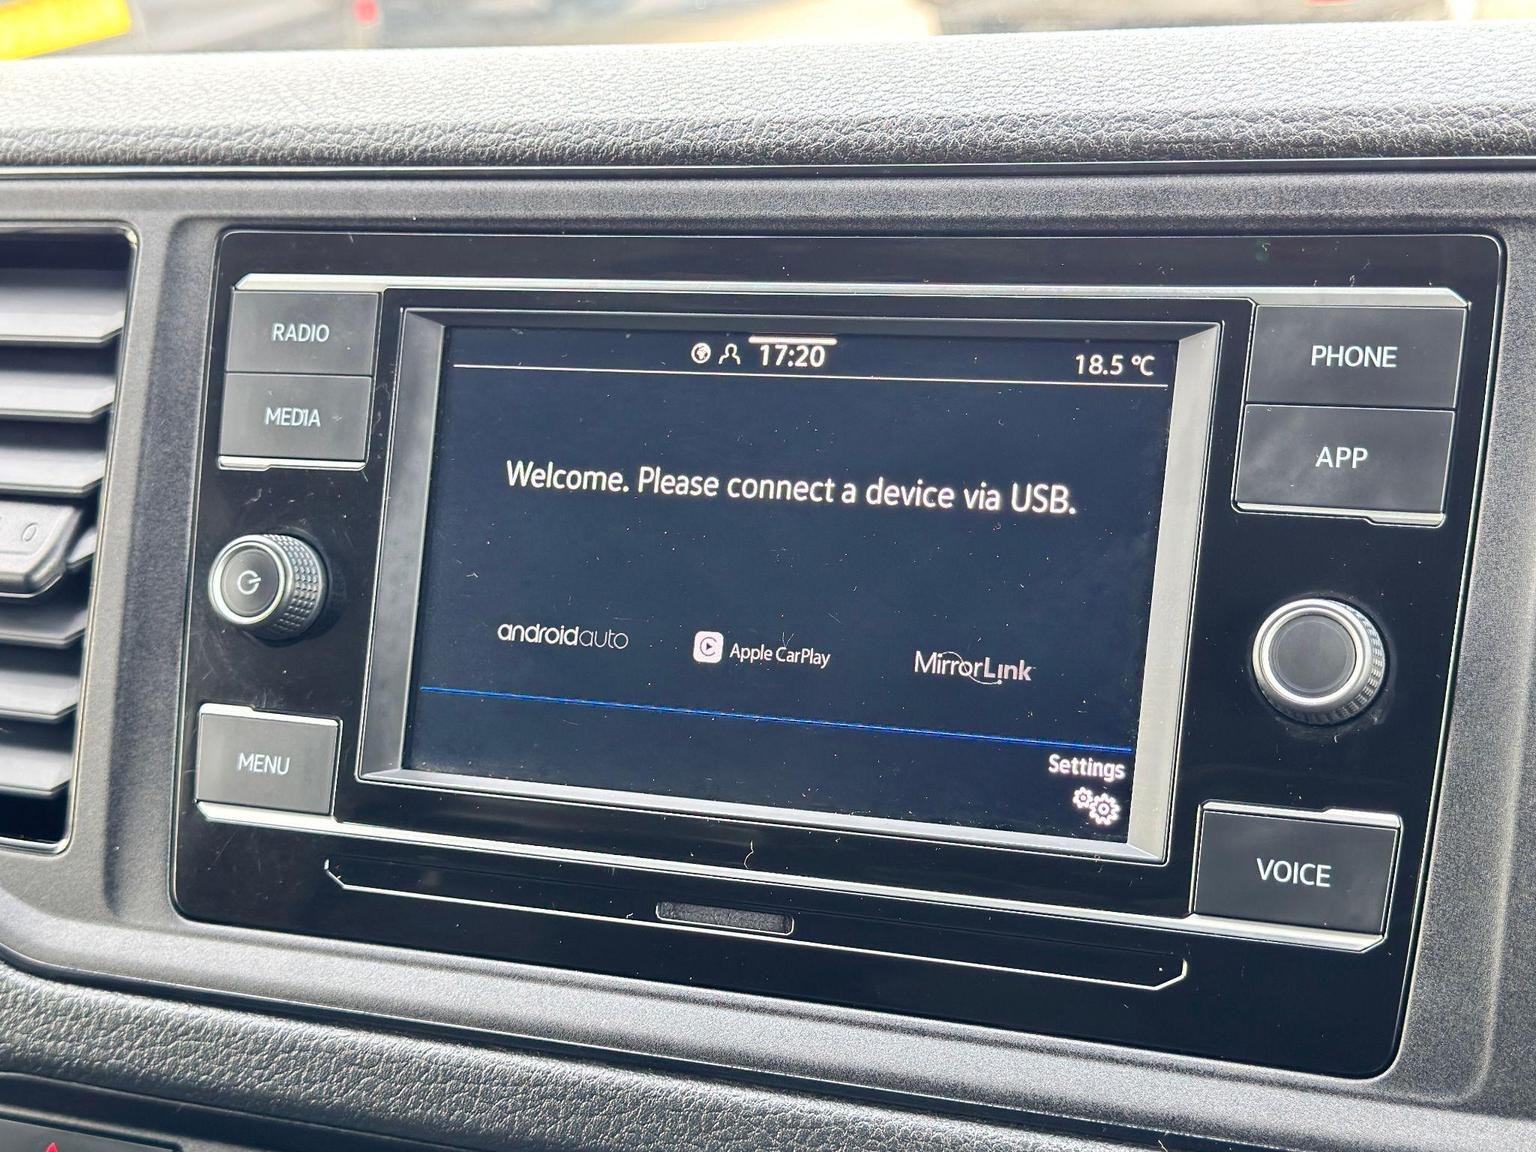 RADIO
MEDIA
MENU
17:20
18.5 °C
Welcome. Please connect a device via USB.
androidauto
Apple CarPlay
MirrorLink
Settings
PHONE
APP
VOICE